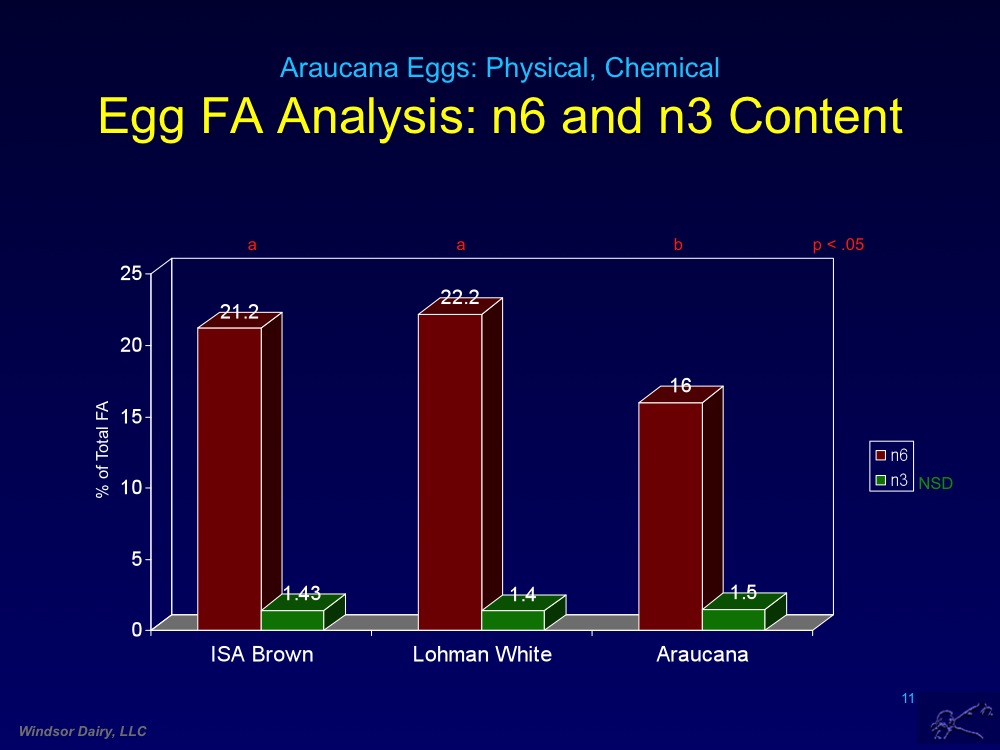 Araucana Eggs: Physical, Chemical
Egg FA Analysis: n6 and n3 Content
a a b p < .05
25
20
15
10
5
0
% of Total FA
21.2
22.2
16
1.43
1.4
1.5
ISA Brown Lohman White Araucana
n6
n3 NSD
11
Windsor Dairy, LLC